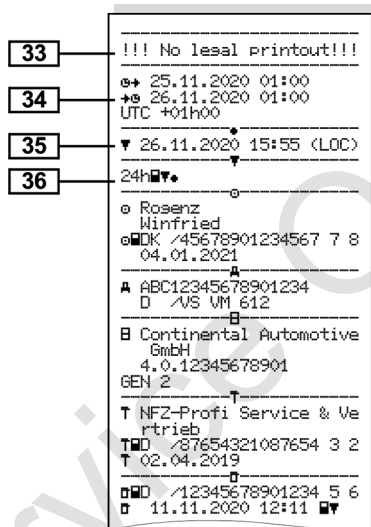 !!! No legal printout!!!
33
25.11.2020 01:00
34
26.11.2020 01:00
UTC +01h00
35
▼ 26.11.2020 15:55 (LOC)
36
24h
Rogenz
Winfried
DK /45678901234567 7 8
04.01.2021
A ABC12345678901234
D /VS VM 612
B Continental Automotive
GmbH
4.0.12345678901
GEN 2
T NFZ-Profi Service & Ve
rtrieb
T D /87654321087654 3 2
T 02.04.2019
D /12345678901234 5 6
11.11.2020 12:11